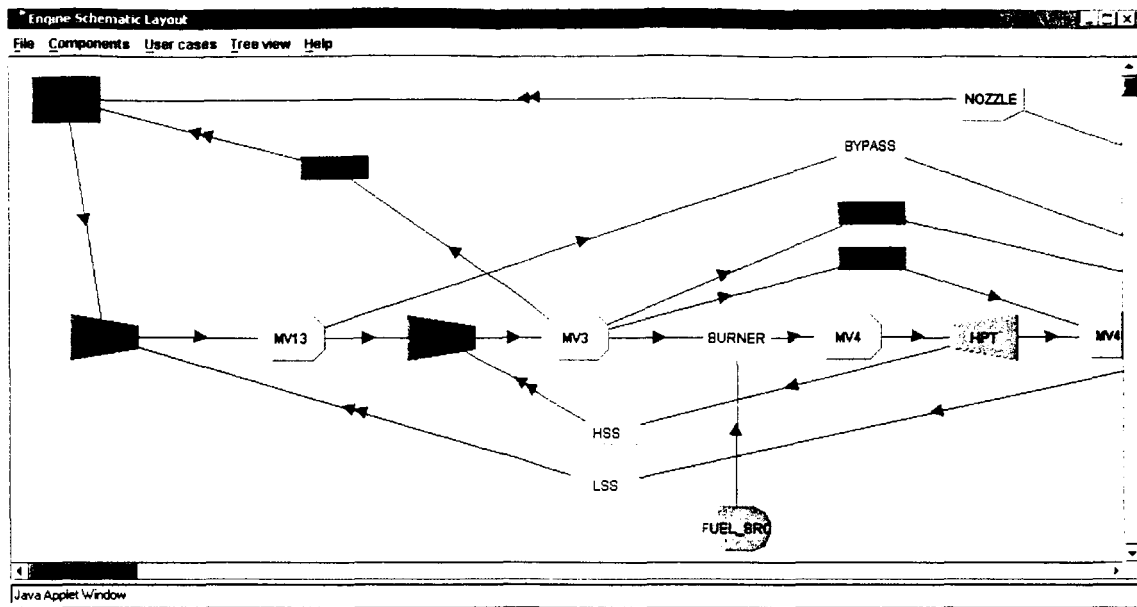 Engine Schematic Layout
File Components User cases Tree view Help
NOZZLE
BYPASS
MV13 MV3 BURNER MV4 HPT MV4
HSS
LSS
FUEL_SRC
Java Applet Window